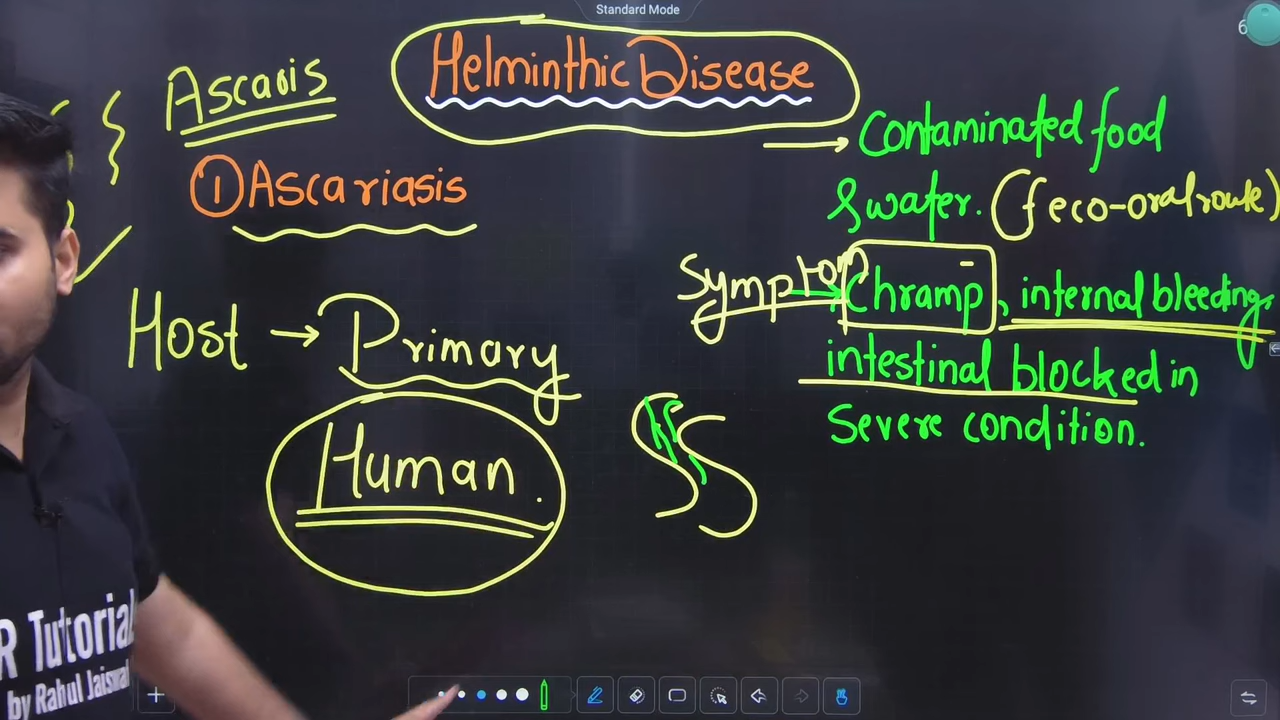 Standard Mode
6
Helminthic Disease
Ascaris
① Ascariasis
→ Contaminated food
& water. (feco-oral route)
Symptom → Chramp, internal bleeding,
intestinal blocked in
Severe condition.
Host → Primary
Human.
R Tutorial
by Rahul Jaiswal